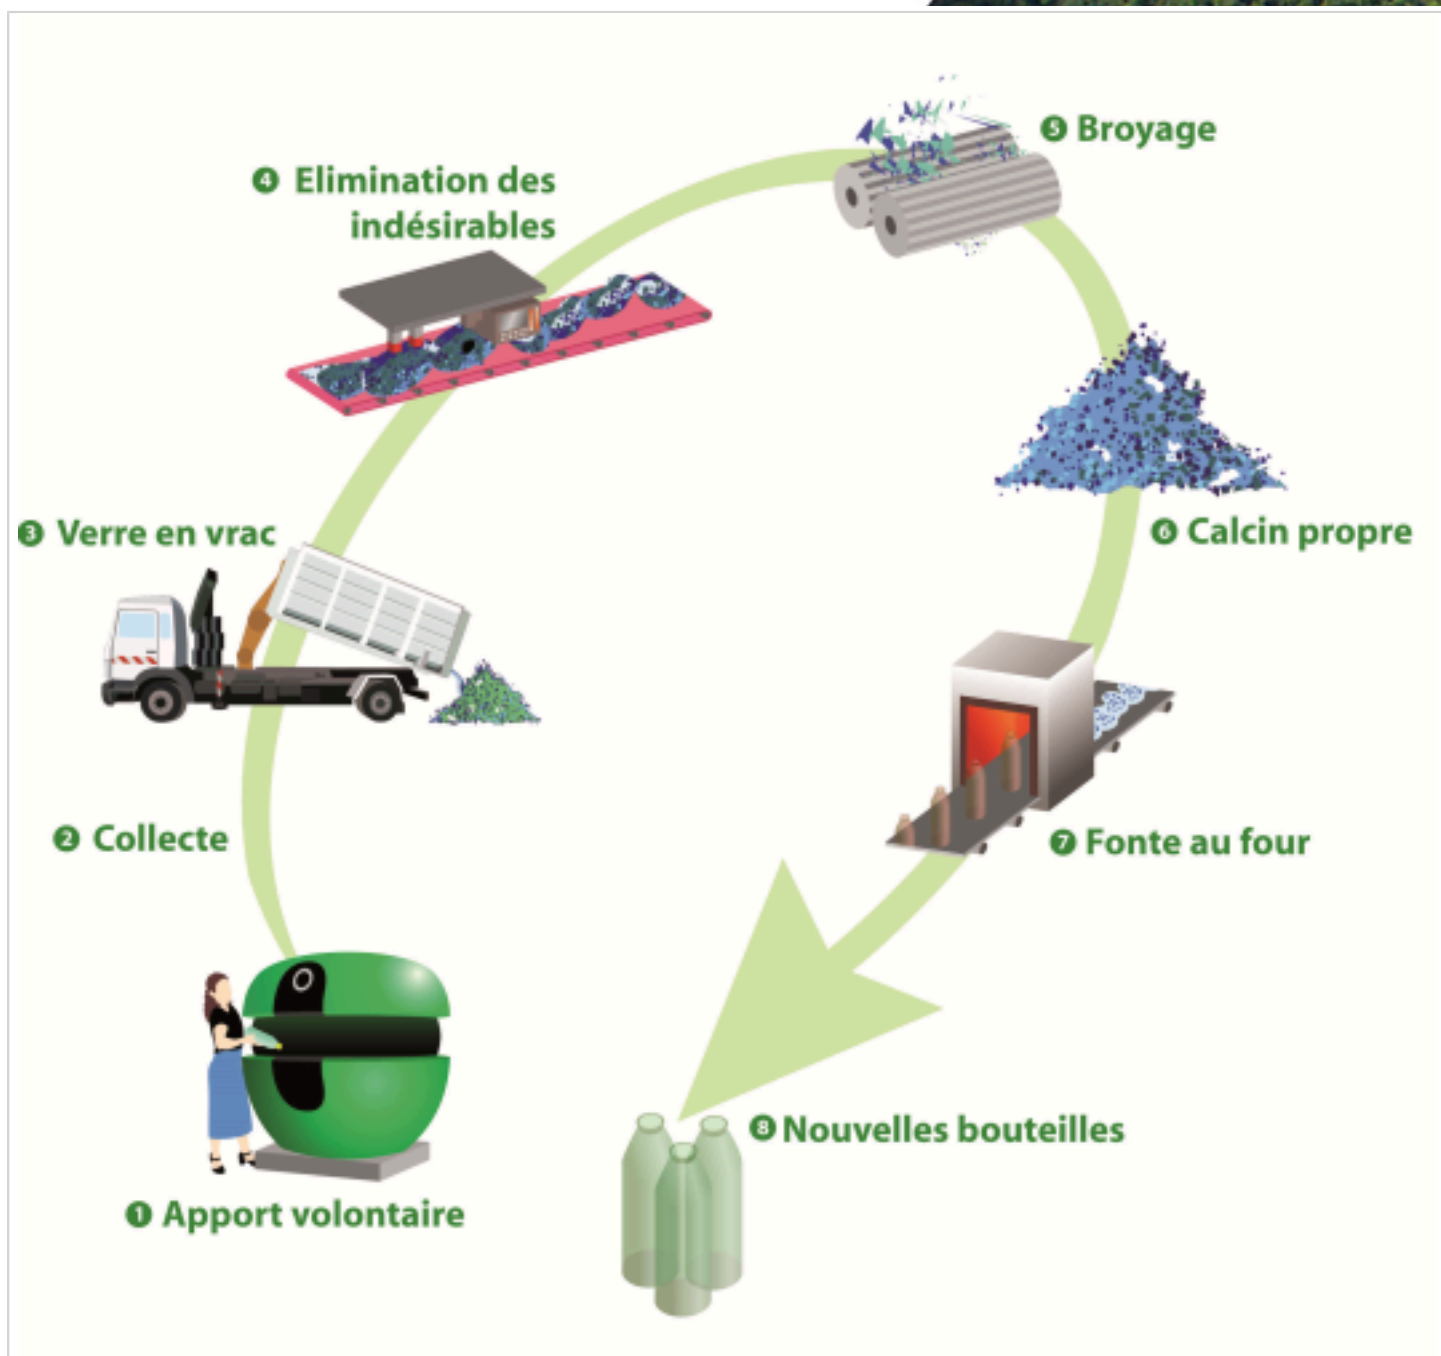 ❶ Apport volontaire
❷ Collecte
❸ Verre en vrac
❹ Elimination des
indésirables
❺ Broyage
❻ Calcin propre
❼ Fonte au four
❽ Nouvelles bouteilles